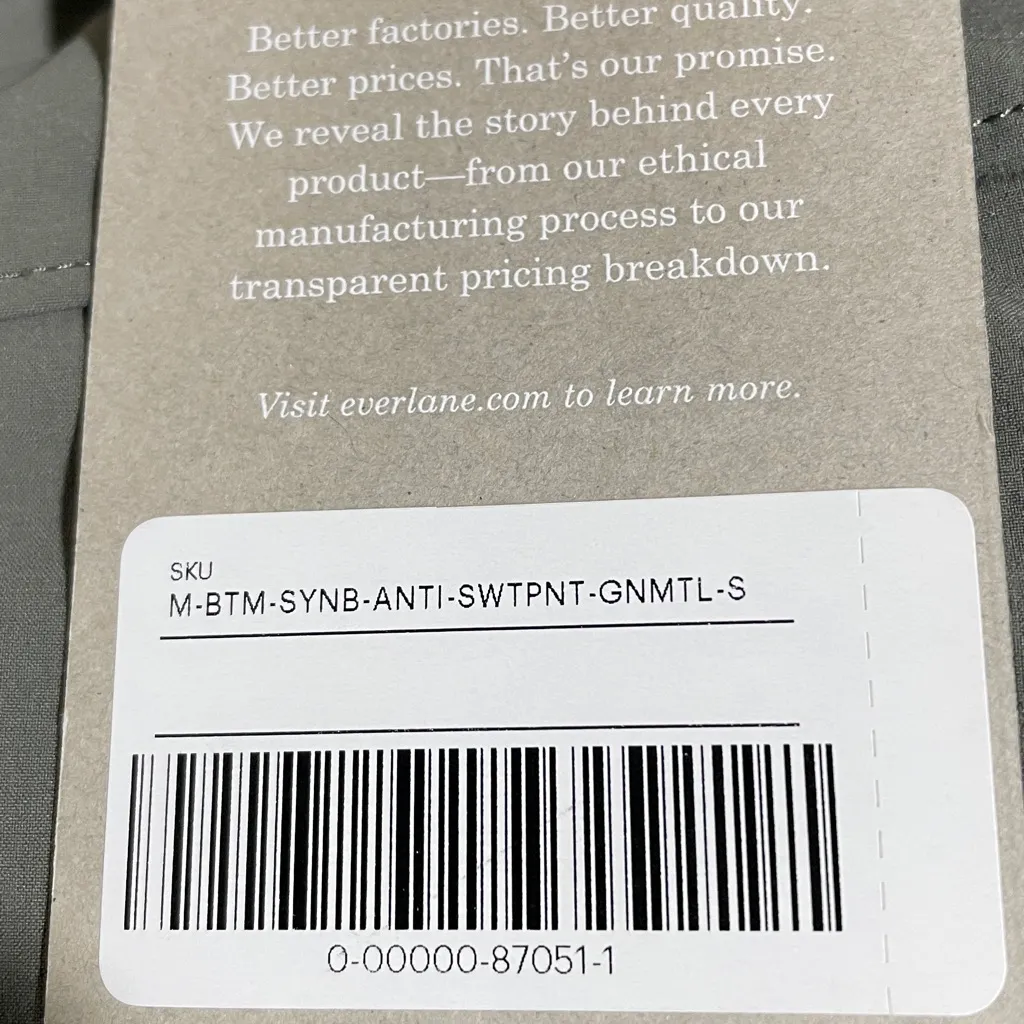 Better factories. Better quality.
Better prices. That's our promise.
We reveal the story behind every
product—from our ethical
manufacturing process to our
transparent pricing breakdown.
Visit everlane.com to learn more.
SKU
M-BTM-SYNB-ANTI-SWTPNT-GNMTL-S
0-00000-87051-1